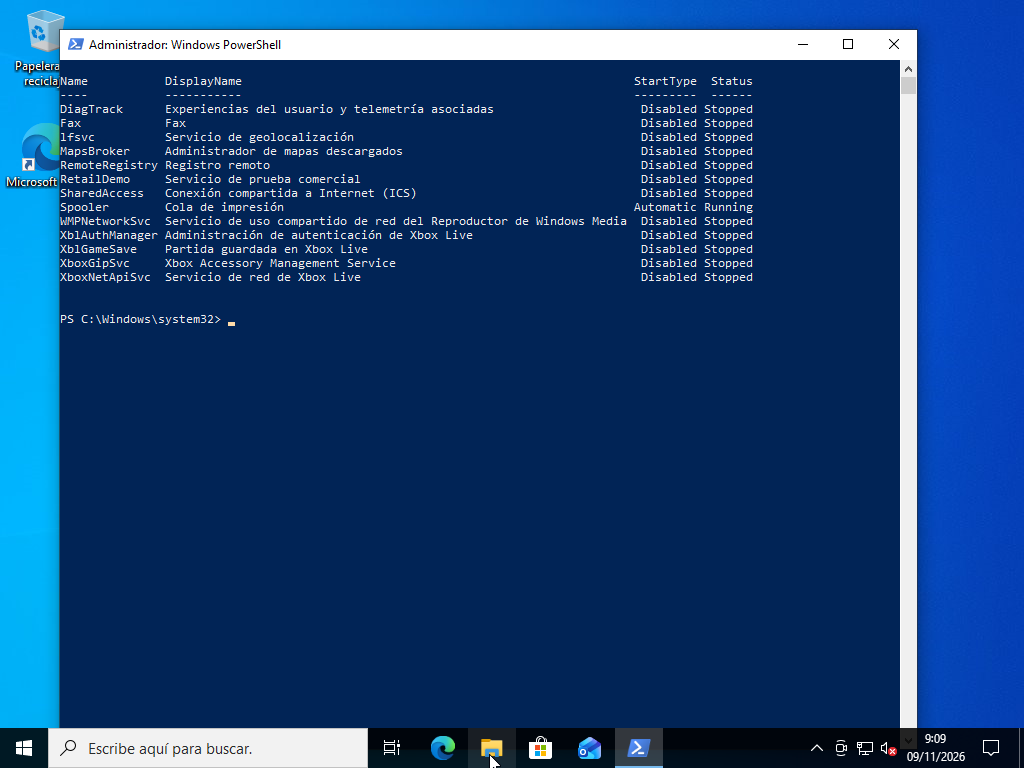 Papelera
recicla
Microsoft
Administrador: Windows PowerShell
Name DisplayName StartType Status
---- ----------- --------- ------
DiagTrack Experiencias del usuario y telemetría asociadas Disabled Stopped
Fax Fax Disabled Stopped
lfsvc Servicio de geolocalización Disabled Stopped
MapsBroker Administrador de mapas descargados Disabled Stopped
RemoteRegistry Registro remoto Disabled Stopped
RetailDemo Servicio de prueba comercial Disabled Stopped
SharedAccess Conexión compartida a Internet (ICS) Disabled Stopped
Spooler Cola de impresión Automatic Running
WMPNetworkSvc Servicio de uso compartido de red del Reproductor de Windows Media Disabled Stopped
XblAuthManager Administración de autenticación de Xbox Live Disabled Stopped
XblGameSave Partida guardada en Xbox Live Disabled Stopped
XboxGipSvc Xbox Accessory Management Service Disabled Stopped
XboxNetApiSvc Servicio de red de Xbox Live Disabled Stopped
PS C:\Windows\system32>
Escribe aquí para buscar.
9:09
09/11/2026